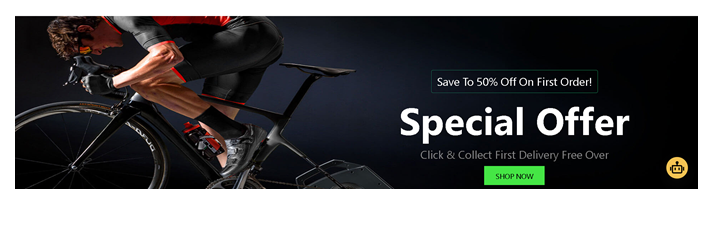 Save To 50% Off On First Order!
Special Offer
Click & Collect First Delivery Free Over
SHOP NOW